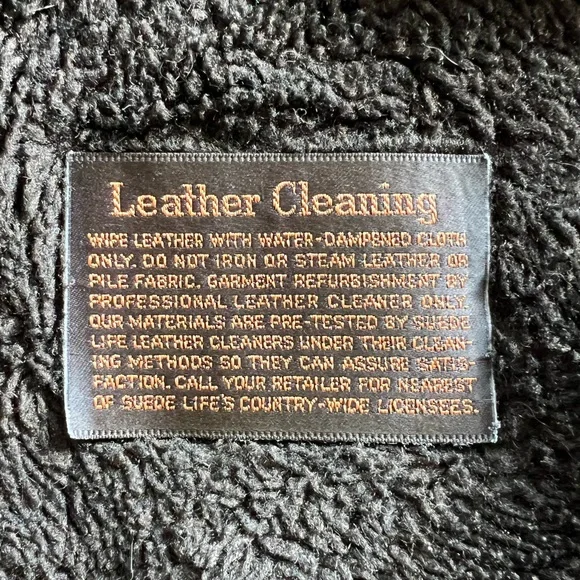 Leather Cleaning
WIPE LEATHER WITH WATER-DAMPENED CLOTH
ONLY. DO NOT IRON OR STEAM LEATHER OR
PILE FABRIC. GARMENT REFURBISHMENT BY
PROFESSIONAL LEATHER CLEANER ONLY.
OUR MATERIALS ARE PRE-TESTED BY SUEDE
LIFE LEATHER CLEANERS UNDER THEIR CLEAN-
ING METHODS SO THEY CAN ASSURE SATIS-
FACTION. CALL YOUR RETAILER FOR NEAREST
OF SUEDE LIFE'S COUNTRY-WIDE LICENSEES.